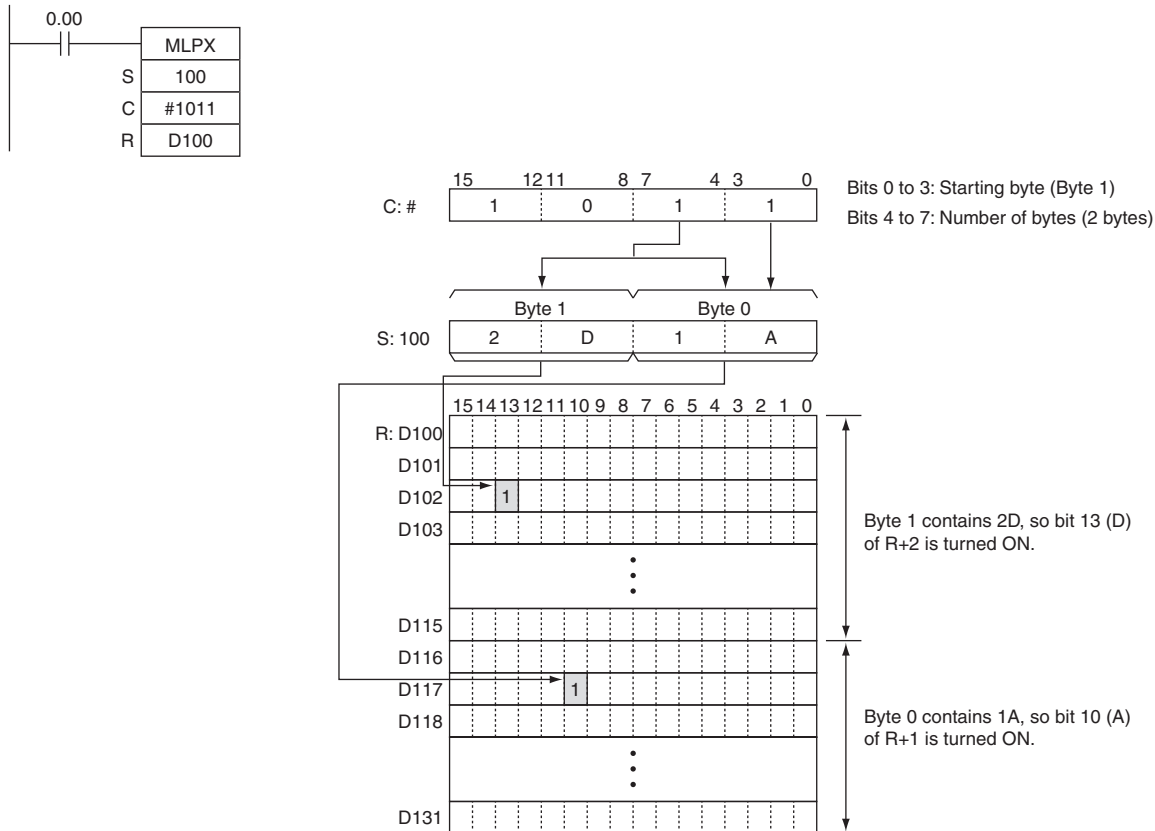 0.00
MLPX
S 100
C #1011
R D100
15 12 11 8 7 4 3 0
C: # 1 0 1 1
Bits 0 to 3: Starting byte (Byte 1)
Bits 4 to 7: Number of bytes (2 bytes)
Byte 1 Byte 0
S: 100 2 D 1 A
15 14 13 12 11 10 9 8 7 6 5 4 3 2 1 0
R: D100
D101
D102 1
D103
Byte 1 contains 2D, so bit 13 (D)
of R+2 is turned ON.
D115
D116
D117 1
D118
Byte 0 contains 1A, so bit 10 (A)
of R+1 is turned ON.
D131